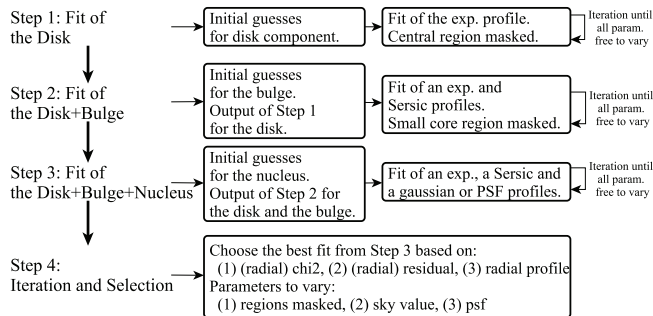 Step 1: Fit of
the Disk
Initial guesses
for disk component.
Fit of the exp. profile.
Central region masked.
Iteration until
all param.
free to vary
Step 2: Fit of
the Disk+Bulge
Initial guesses
for the bulge.
Output of Step 1
for the disk.
Fit of an exp. and
Sersic profiles.
Small core region masked.
Iteration until
all param.
free to vary
Step 3: Fit of
the Disk+Bulge+Nucleus
Initial guesses
for the nucleus.
Output of Step 2 for
the disk and the bulge.
Fit of an exp., a Sersic and
a gaussian or PSF profiles.
Iteration until
all param.
free to vary
Step 4:
Iteration and Selection
Choose the best fit from Step 3 based on:
(1) (radial) chi2, (2) (radial) residual, (3) radial profile
Parameters to vary:
(1) regions masked, (2) sky value, (3) psf